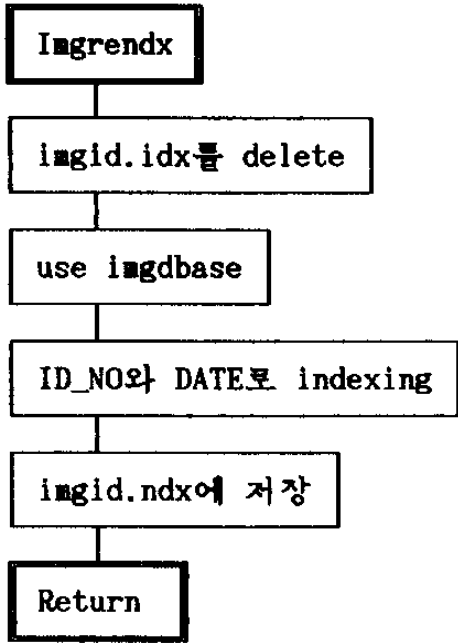 Imgrendx
imgid.idx를 delete
use imgdbase
ID_NO와 DATE로 indexing
imgid.ndx에 저장
Return